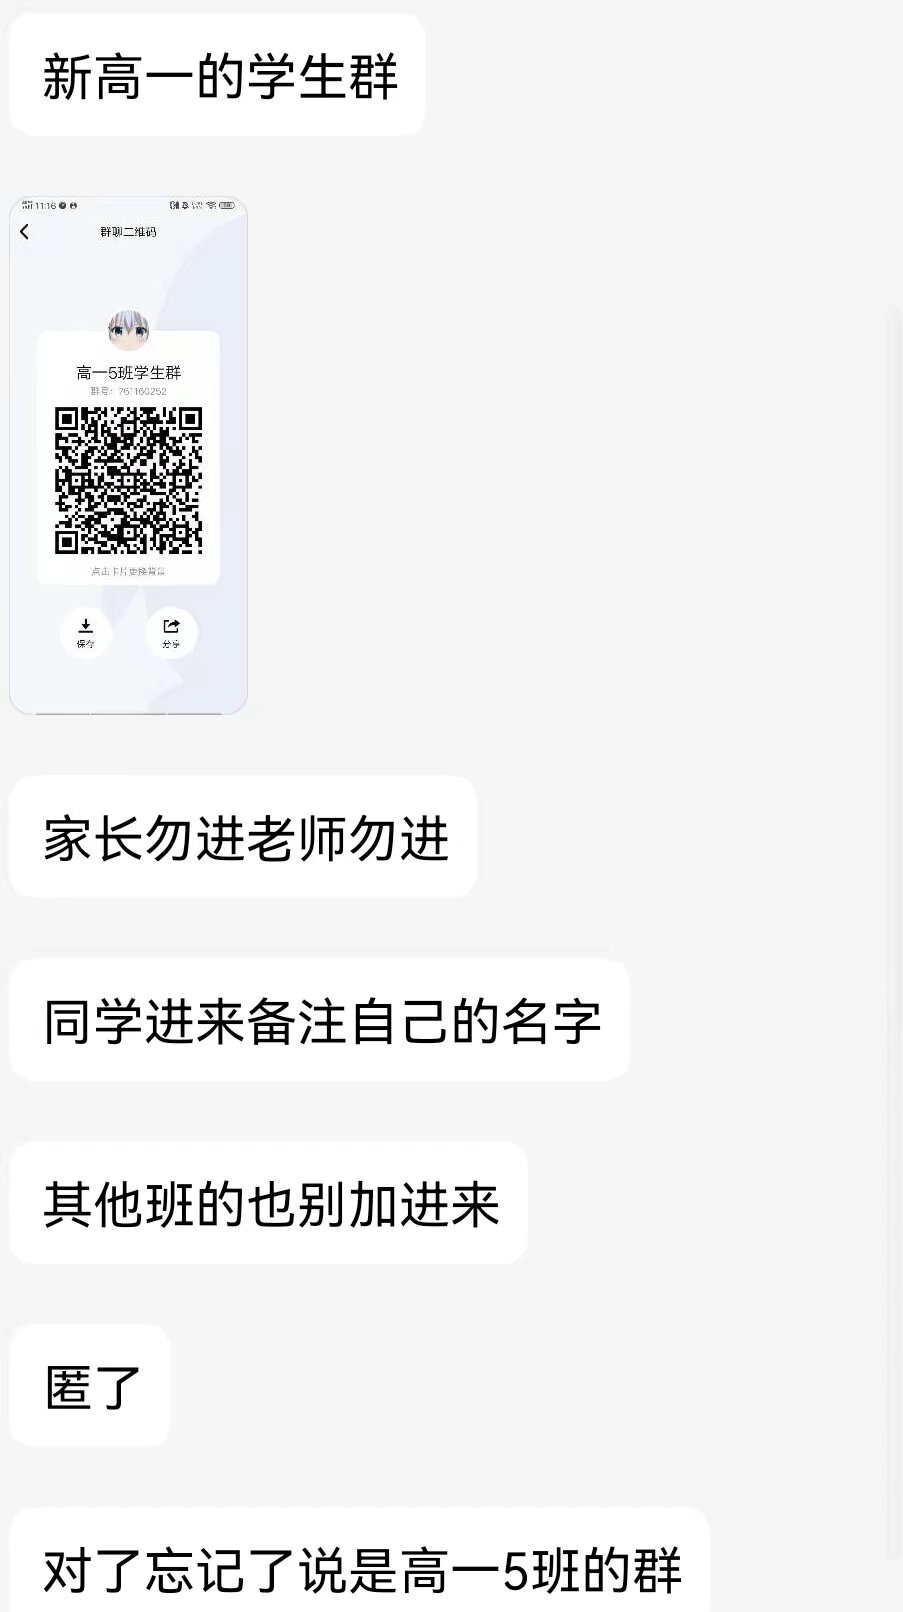 新高一的学生群
11:16
群聊二维码
高一5班学生群
群号：761160252
点击卡片更换背景
保存
分享
家长勿进老师勿进
同学进来备注自己的名字
其他班的也别加进来
匿了
对了忘记了说是高一5班的群